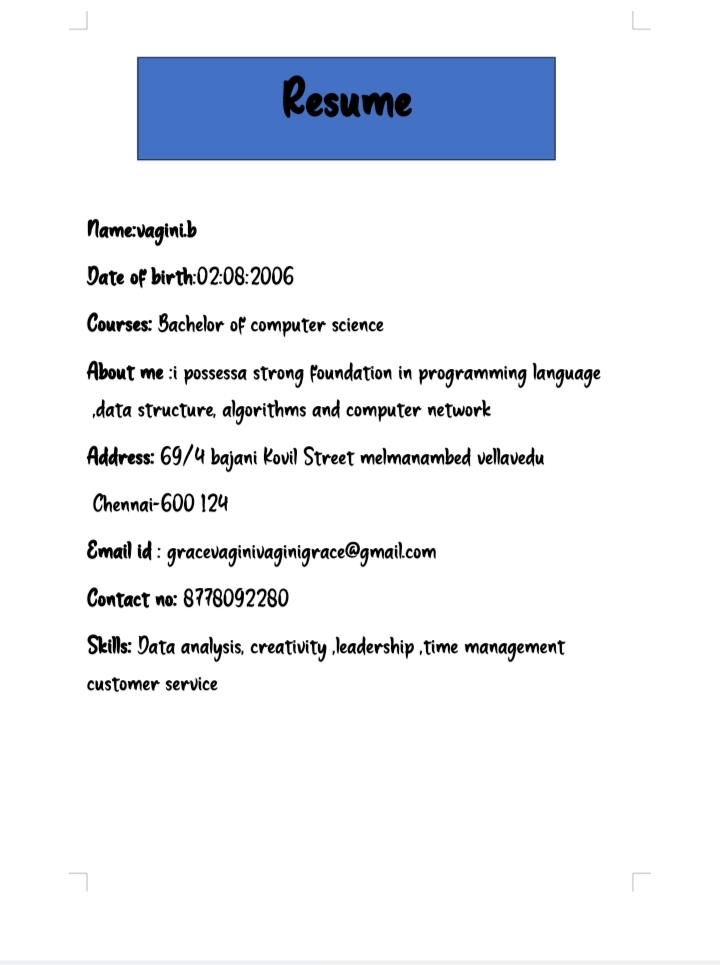 Resume
Name:vagini.b
Date of birth:02:08:2006
Courses: Bachelor of computer science
About me :i possessa strong foundation in programming language
,data structure, algorithms and computer network
Address: 69/4 bajani Kovil Street melmanambed vellavedu
Chennai-600 124
Email id : gracevaginivaginigrace@gmail.com
Contact no: 8778092280
Skills: Data analysis, creativity ,leadership ,time management
customer service